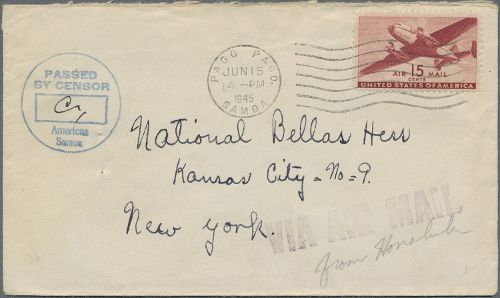 PASSED
BY CENSOR
American
Samoa
PAGO PAGO,
JUN 15
4 - PM
1945
SAMOA
AIR 15 MAIL
CENTS
UNITED STATES OF AMERICA
National Bellas Hess
Kansas City - No - 9.
New York.
VIA AIR MAIL
from Honolulu